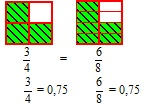 3/4 = 6/8
3/4 = 0,75 6/8 = 0,75